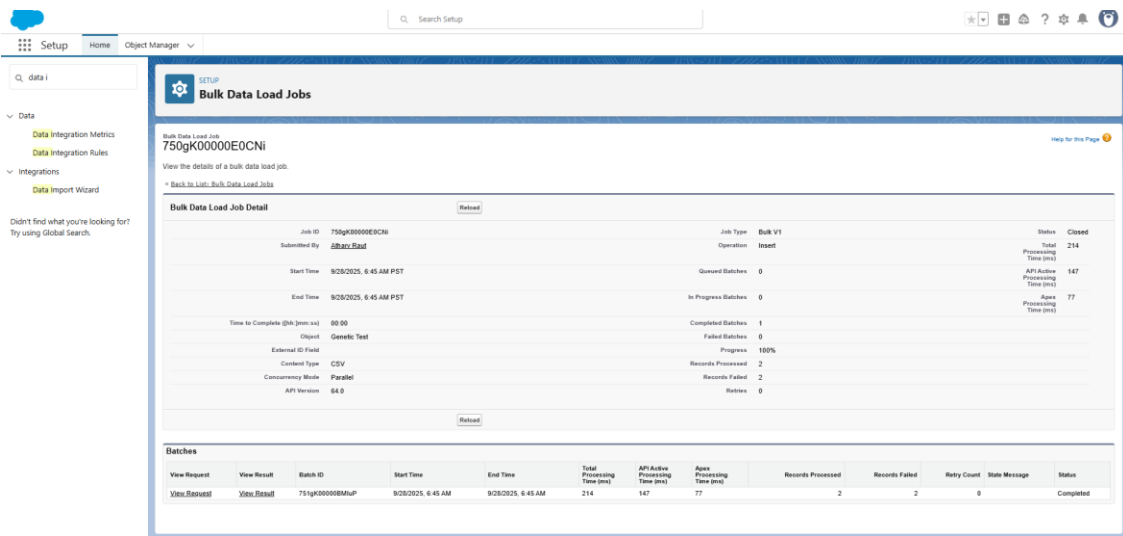 Search Setup
Setup Home Object Manager
data i
Data
Data Integration Metrics
Data Integration Rules
Integrations
Data Import Wizard
Didn't find what you're looking for?
Try using Global Search.
SETUP
Bulk Data Load Jobs
Bulk Data Load Job
750gK00000E0CNi
Help for this Page
View the details of a bulk data load job.
« Back to List: Bulk Data Load Jobs
Bulk Data Load Job Detail Reload
Job ID 750gK00000E0CNi Job Type Bulk V1 Status Closed
Submitted By Atharv Raut Operation Insert Total Processing Time (ms) 214
Start Time 9/28/2025, 6:45 AM PST Queued Batches 0 API Active Processing Time (ms) 147
End Time 9/28/2025, 6:45 AM PST In Progress Batches 0 Apex Processing Time (ms) 77
Time to Complete ([hh:]mm:ss) 00:00 Completed Batches 1
Object Genetic Test Failed Batches 0
External ID Field Progress 100%
Content Type CSV Records Processed 2
Concurrency Mode Parallel Records Failed 2
API Version 64.0 Retries 0
Reload
Batches
View Request View Result Batch ID Start Time End Time Total Processing Time (ms) API Active Processing Time (ms) Apex Processing Time (ms) Records Processed Records Failed Retry Count State Message Status
View Request View Result 751gK00000BMIuP 9/28/2025, 6:45 AM 9/28/2025, 6:45 AM 214 147 77 2 2 0 Completed